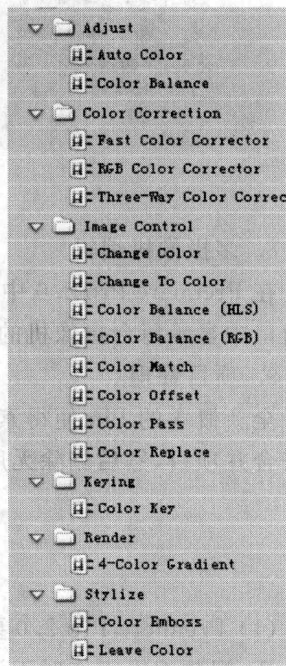 Adjust
Auto Color
Color Balance
Color Correction
Fast Color Corrector
RGB Color Corrector
Three-Way Color Correc
Image Control
Change Color
Change To Color
Color Balance (HLS)
Color Balance (RGB)
Color Match
Color Offset
Color Pass
Color Replace
Keying
Color Key
Render
4-Color Gradient
Stylize
Color Emboss
Leave Color